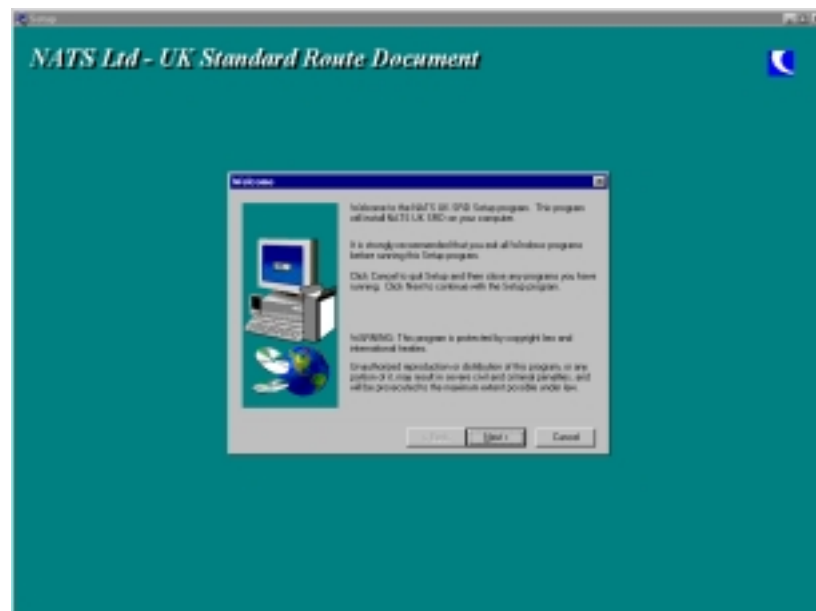 Setup
NATS Ltd - UK Standard Route Document
Welcome
Welcome to the NATS UK SRD Setup program. This program
will install NATS UK SRD on your computer.
It is strongly recommended that you exit all Windows programs
before running this Setup program.
Click Cancel to quit Setup and then close any programs you have
running. Click Next to continue with the Setup program.
WARNING: This program is protected by copyright law and
international treaties.
Unauthorized reproduction or distribution of this program, or any
portion of it, may result in severe civil and criminal penalties, and
will be prosecuted to the maximum extent possible under law.
Next >
Cancel